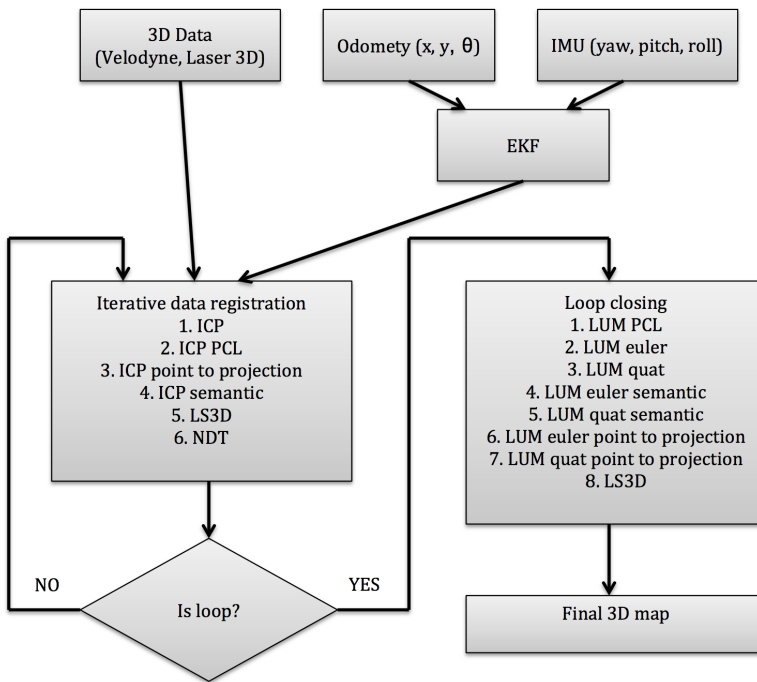 3D Data
(Velodyne, Laser 3D)
Odomety (x, y, θ)
IMU (yaw, pitch, roll)
EKF
Iterative data registration
1. ICP
2. ICP PCL
3. ICP point to projection
4. ICP semantic
5. LS3D
6. NDT
Loop closing
1. LUM PCL
2. LUM euler
3. LUM quat
4. LUM euler semantic
5. LUM quat semantic
6. LUM euler point to projection
7. LUM quat point to projection
8. LS3D
NO
Is loop?
YES
Final 3D map